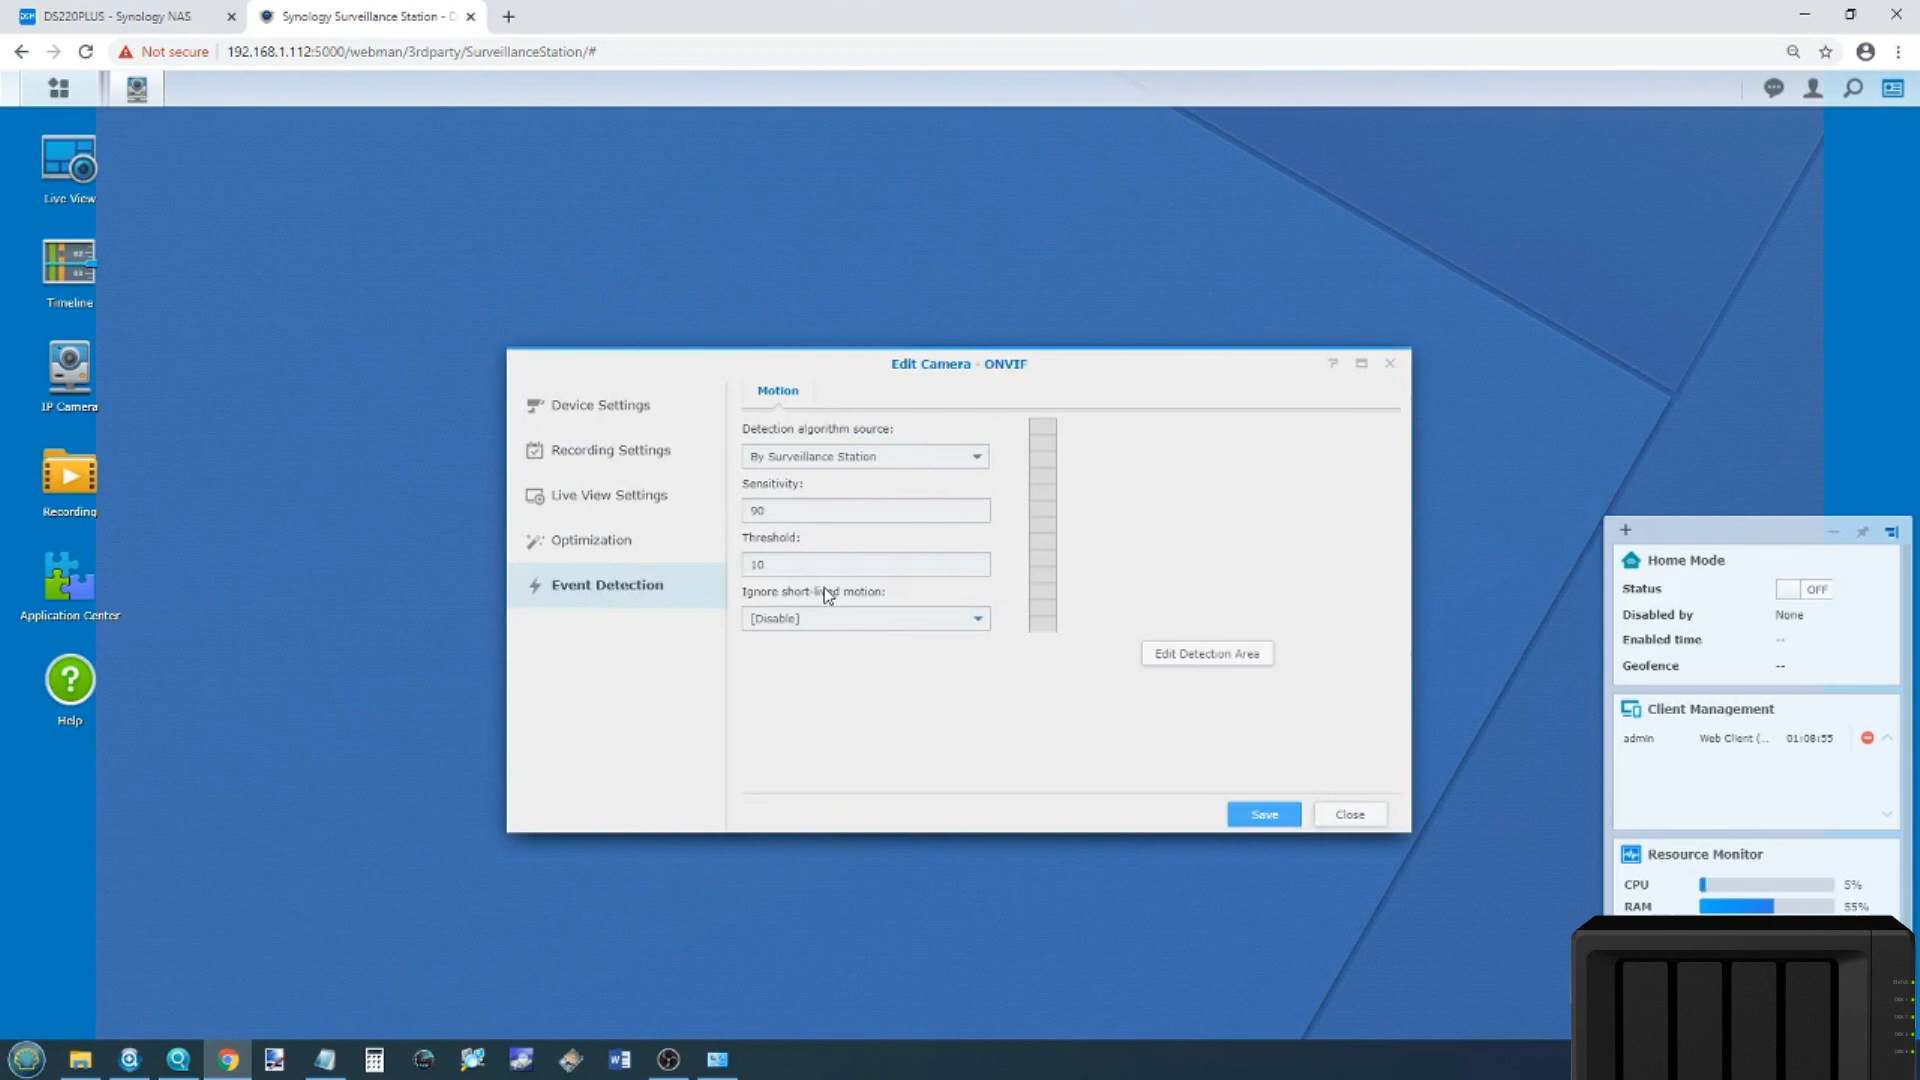 DS220PLUS - Synology NAS
Synology Surveillance Station - D
Not secure
192.168.1.112:5000/webman/3rdparty/SurveillanceStation/#
Live View
Timeline
IP Camera
Recording
Application Center
Help
Edit Camera - ONVIF
Device Settings
Recording Settings
Live View Settings
Optimization
Event Detection
Motion
Detection algorithm source:
By Surveillance Station
Sensitivity:
90
Threshold:
10
Ignore short-lived motion:
[Disable]
Edit Detection Area
Save
Close
Home Mode
Status OFF
Disabled by None
Enabled time --
Geofence --
Client Management
admin Web Client (... 01:08:55
Resource Monitor
CPU 5%
RAM 55%